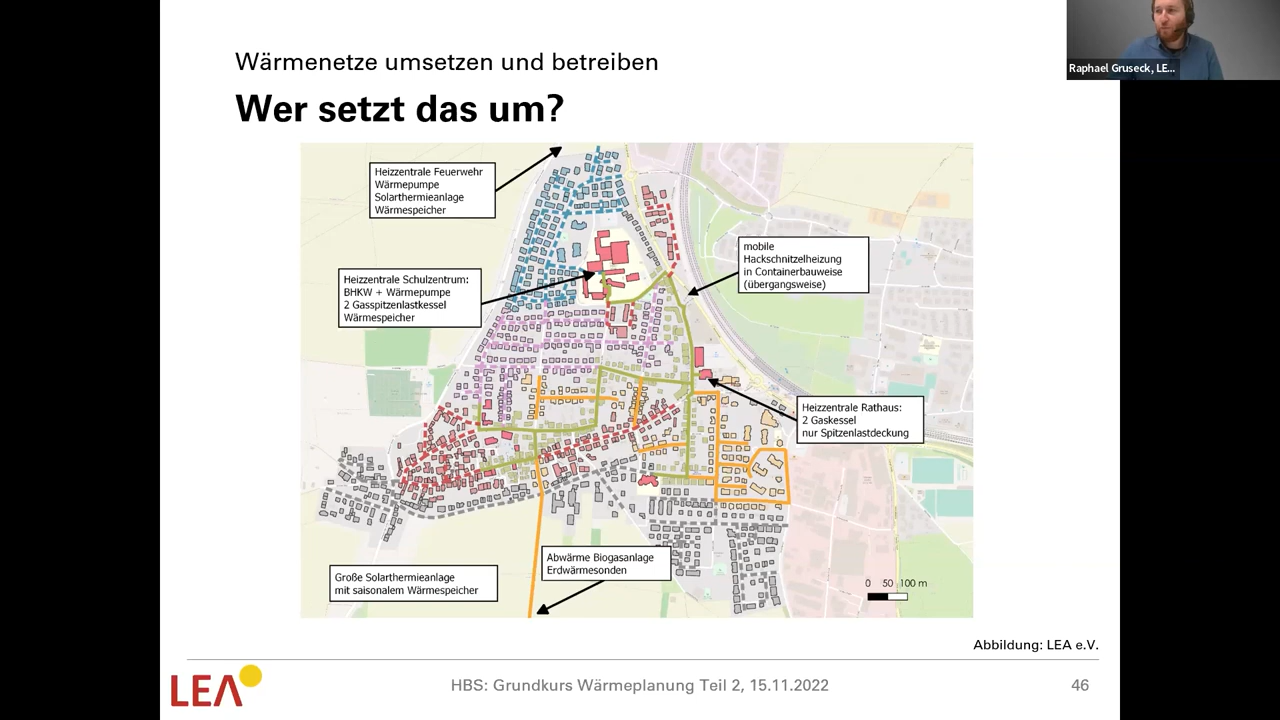 Wärmenetze umsetzen und betreiben
Wer setzt das um?
Raphael Gruseck, LE...
Heizzentrale Feuerwehr
Wärmepumpe
Solarthermieanlage
Wärmespeicher
mobile
Hackschnitzelheizung
in Containerbauweise
(übergangsweise)
Heizzentrale Schulzentrum:
BHKW + Wärmepumpe
2 Gasspitzenlastkessel
Wärmespeicher
Heizzentrale Rathaus:
2 Gaskessel
nur Spitzenlastdeckung
Abwärme Biogasanlage
Erdwärmesonden
Große Solarthermieanlage
mit saisonalem Wärmespeicher
0 50 100 m
Abbildung: LEA e.V.
LEA
HBS: Grundkurs Wärmeplanung Teil 2, 15.11.2022
46